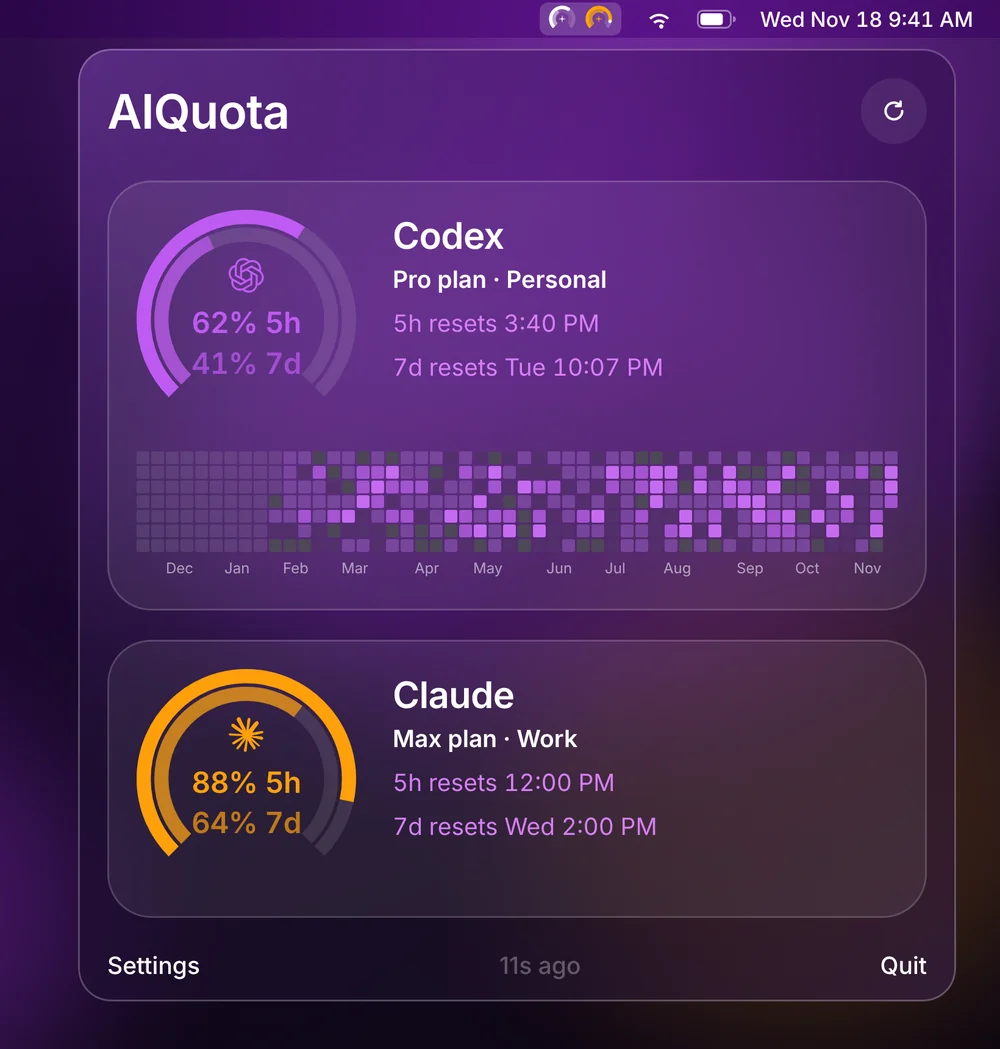 Wed Nov 18 9:41 AM
AIQuota
Codex
Pro plan · Personal
62% 5h
41% 7d
5h resets 3:40 PM
7d resets Tue 10:07 PM
Dec Jan Feb Mar Apr May Jun Jul Aug Sep Oct Nov
Claude
Max plan · Work
88% 5h
64% 7d
5h resets 12:00 PM
7d resets Wed 2:00 PM
Settings 11s ago Quit